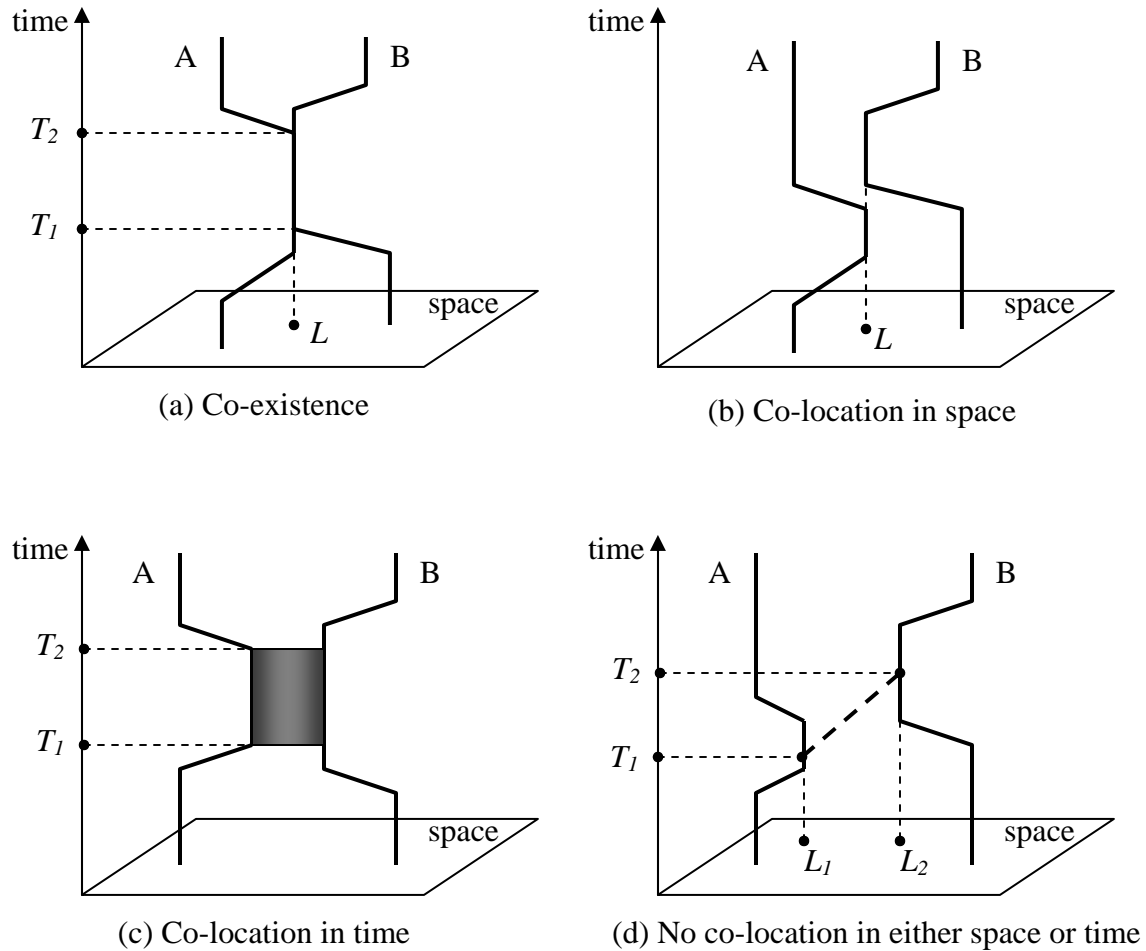 time
A
B
T2
T1
space
L
(a) Co-existence
time
A
B
space
L
(b) Co-location in space
time
A
B
T2
T1
space
(c) Co-location in time
time
A
B
T2
T1
space
L1
L2
(d) No co-location in either space or time